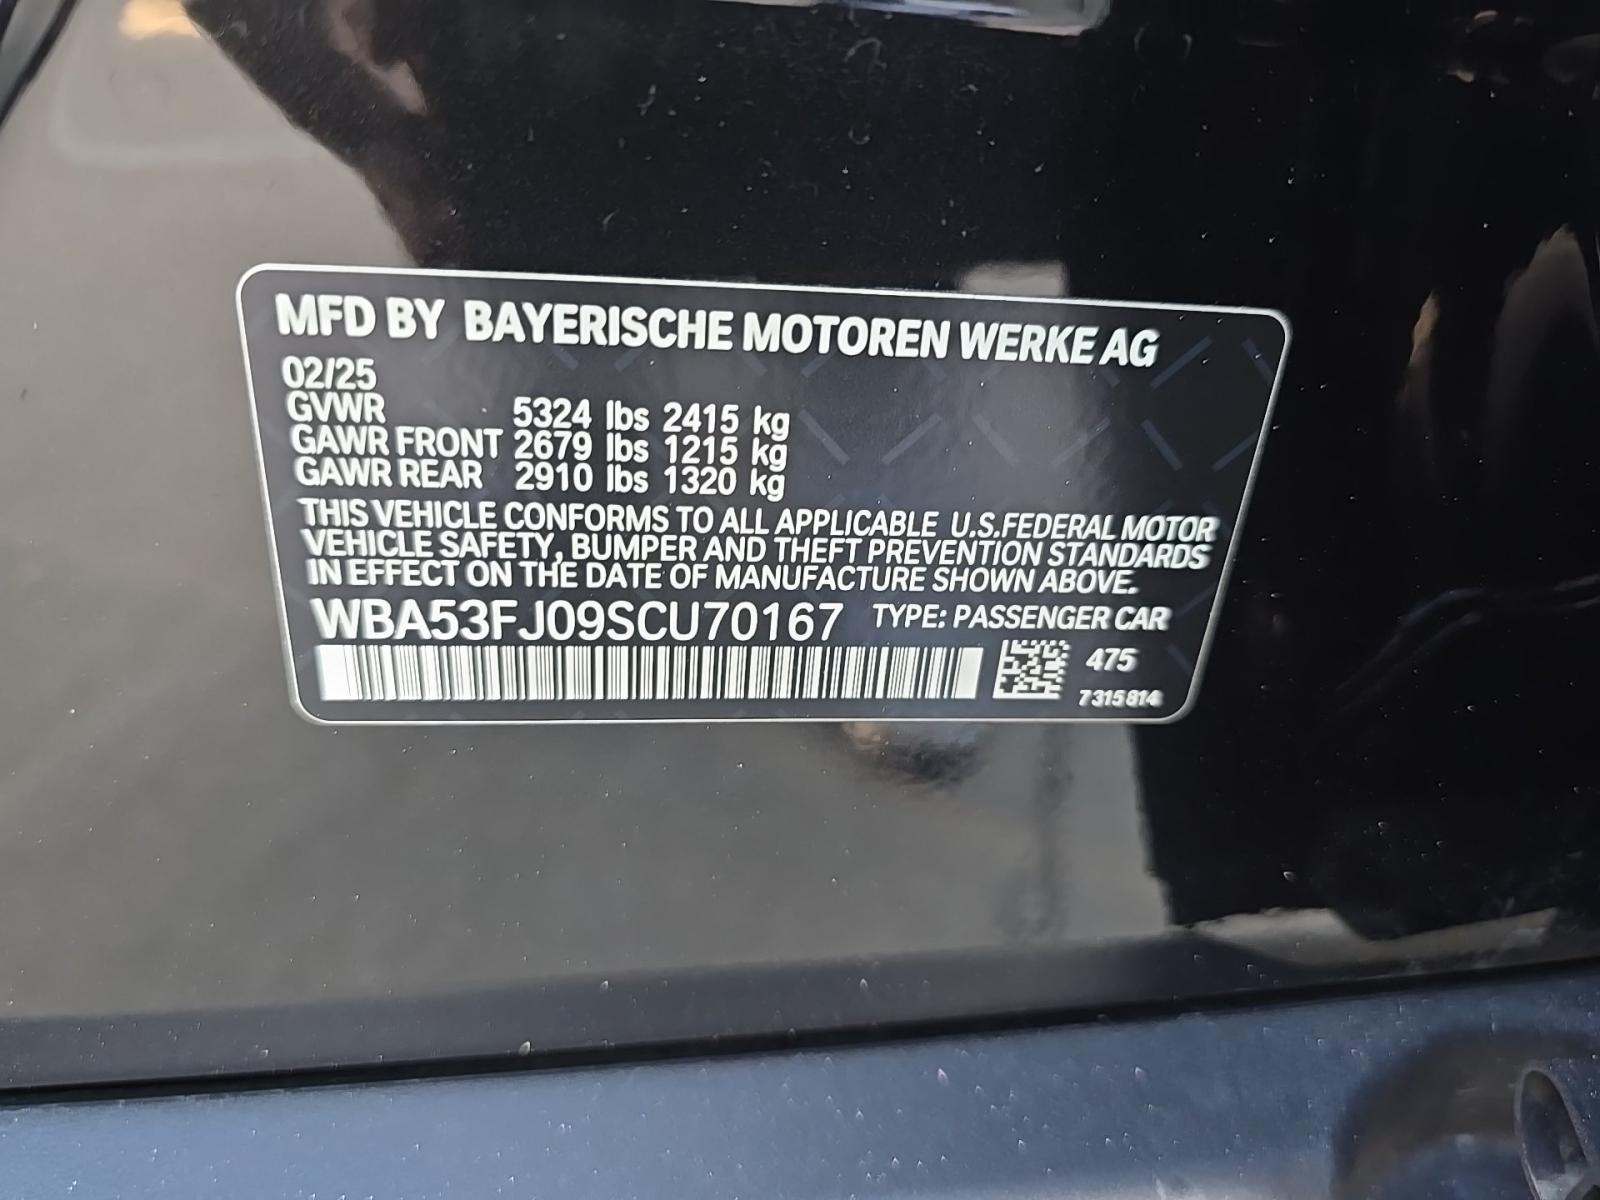 MFD BY BAYERISCHE MOTOREN WERKE AG
02/25
GVWR 5324 lbs 2415 kg
GAWR FRONT 2679 lbs 1215 kg
GAWR REAR 2910 lbs 1320 kg
THIS VEHICLE CONFORMS TO ALL APPLICABLE U.S.FEDERAL MOTOR
VEHICLE SAFETY, BUMPER AND THEFT PREVENTION STANDARDS
IN EFFECT ON THE DATE OF MANUFACTURE SHOWN ABOVE.
WBA53FJ09SCU70167 TYPE: PASSENGER CAR
475
7315814